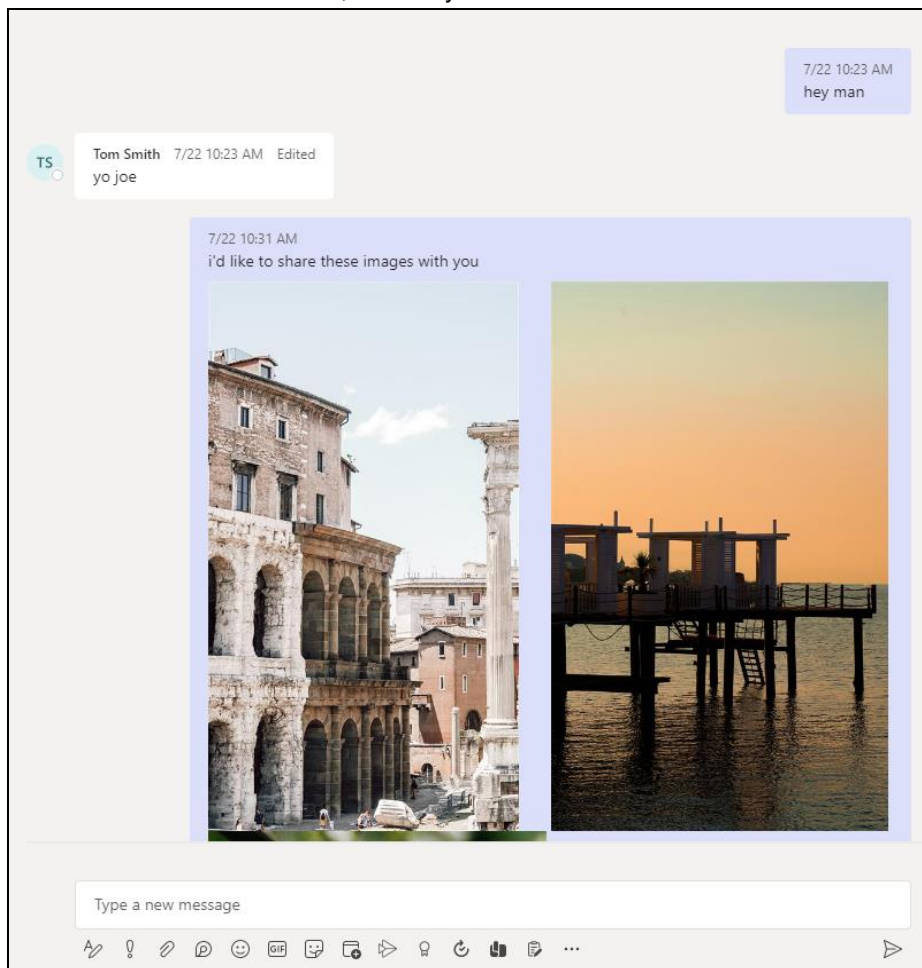 7/22 10:23 AM
hey man
TS
Tom Smith 7/22 10:23 AM Edited
yo joe
7/22 10:31 AM
i'd like to share these images with you
Type a new message
GIF